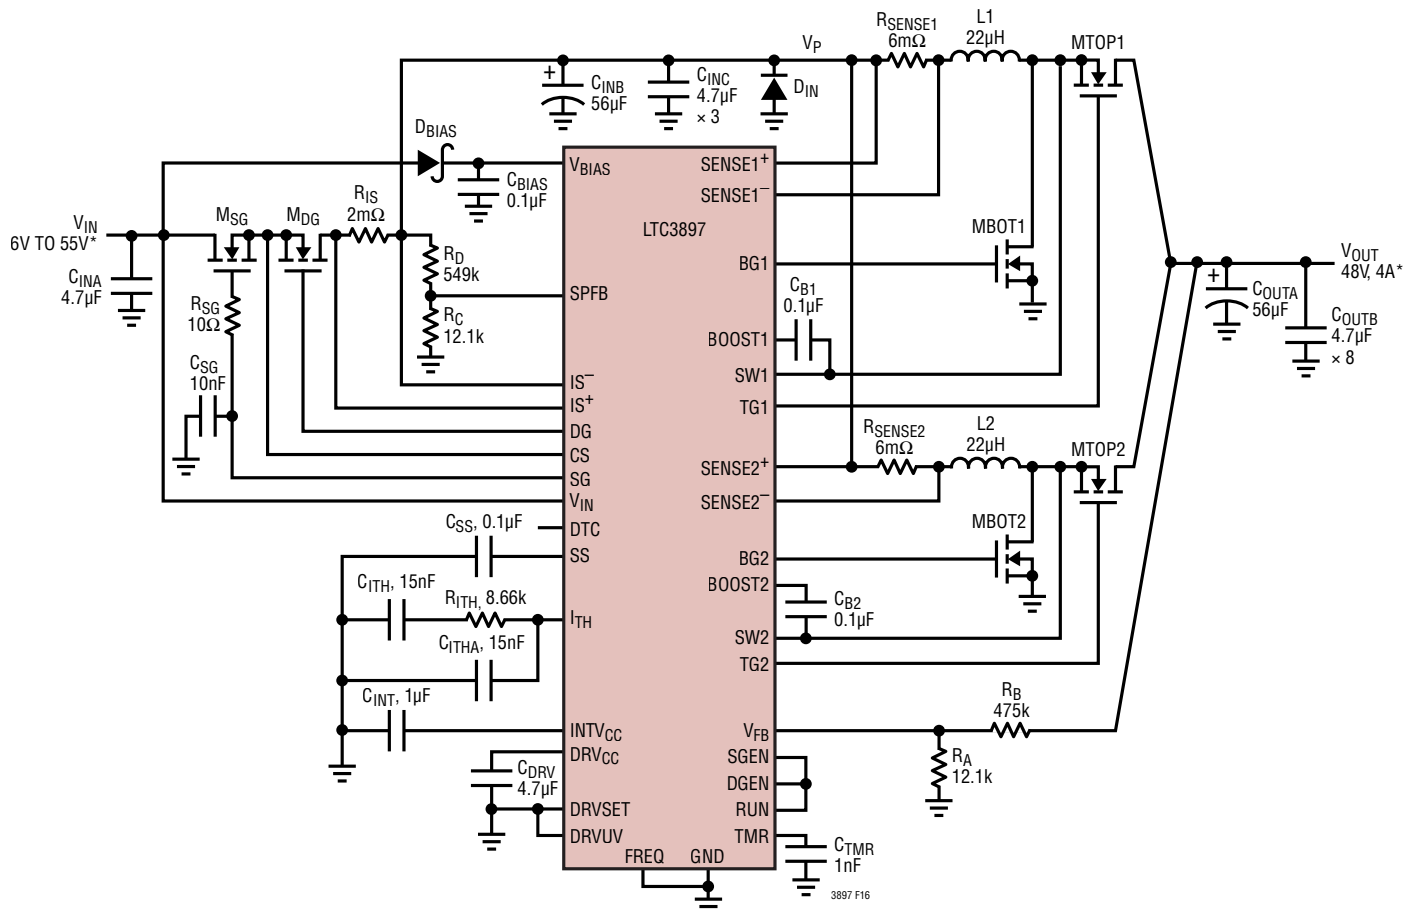 VP
RSENSE1
6mΩ
L1
22µH
MTOP1
+
CINB
56µF
CINC
4.7µF
× 3
DIN
DBIAS
CBIAS
0.1µF
VIN
6V TO 55V*
CINA
4.7µF
MSG
MDG
RIS
2mΩ
RSG
10Ω
CSG
10nF
RD
549k
RC
12.1k
LTC3897
VBIAS
SPFB
IS–
IS+
DG
CS
SG
VIN
DTC
SS
ITH
INTVCC
DRVCC
DRVSET
DRVUV
FREQ
GND
SENSE1+
SENSE1–
BG1
BOOST1
SW1
TG1
SENSE2+
SENSE2–
BG2
BOOST2
SW2
TG2
VFB
SGEN
DGEN
RUN
TMR
CSS, 0.1µF
CITH, 15nF
RITH, 8.66k
CITHA, 15nF
CINT, 1µF
CDRV
4.7µF
MBOT1
CB1
0.1µF
RSENSE2
6mΩ
L2
22µH
MTOP2
MBOT2
CB2
0.1µF
RB
475k
RA
12.1k
CTMR
1nF
VOUT
48V, 4A*
+
COUTA
56µF
COUTB
4.7µF
× 8
3897 F16